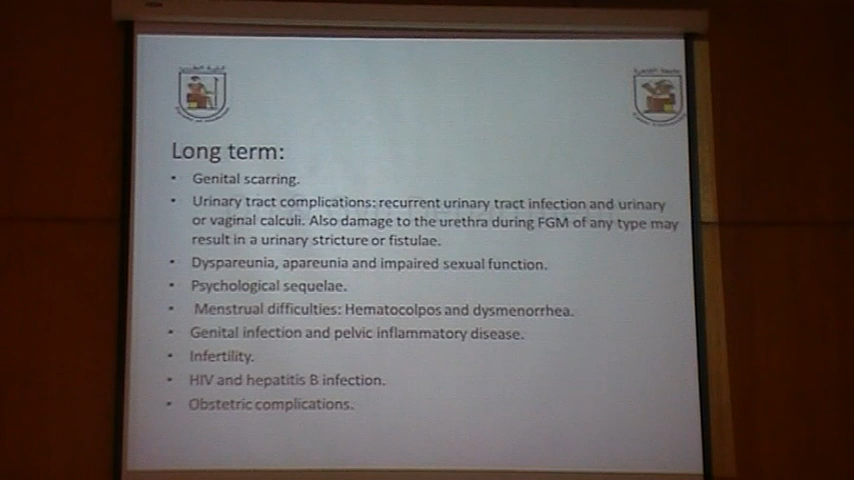 Long term:
• Genital scarring.
• Urinary tract complications: recurrent urinary tract infection and urinary
or vaginal calculi. Also damage to the urethra during FGM of any type may
result in a urinary stricture or fistulae.
• Dyspareunia, apareunia and impaired sexual function.
• Psychological sequelae.
• Menstrual difficulties: Hematocolpos and dysmenorrhea.
• Genital infection and pelvic inflammatory disease.
• Infertility.
• HIV and hepatitis B infection.
• Obstetric complications.